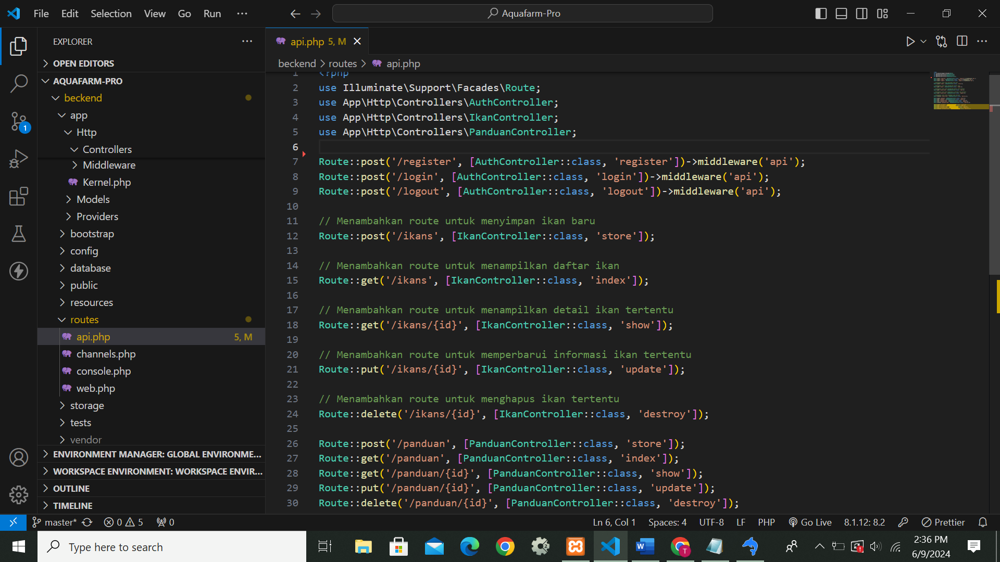 File Edit Selection View Go Run ···
Aquafarm-Pro
EXPLORER
OPEN EDITORS
AQUAFARM-PRO
beckend
app
Http
Controllers
Middleware
Kernel.php
Models
Providers
bootstrap
config
database
public
resources
routes
api.php 5, M
channels.php
console.php
web.php
storage
tests
vendor
ENVIRONMENT MANAGER: GLOBAL ENVIRONME...
WORKSPACE ENVIRONMENT: WORKSPACE ENVIR...
OUTLINE
TIMELINE
1
api.php 5, M
beckend > routes > api.php
1 <?php
2 use Illuminate\Support\Facades\Route;
3 use App\Http\Controllers\AuthController;
4 use App\Http\Controllers\IkanController;
5 use App\Http\Controllers\PanduanController;
6
7 Route::post('/register', [AuthController::class, 'register'])->middleware('api');
8 Route::post('/login', [AuthController::class, 'login'])->middleware('api');
9 Route::post('/logout', [AuthController::class, 'logout'])->middleware('api');
10
11 // Menambahkan route untuk menyimpan ikan baru
12 Route::post('/ikans', [IkanController::class, 'store']);
13
14 // Menambahkan route untuk menampilkan daftar ikan
15 Route::get('/ikans', [IkanController::class, 'index']);
16
17 // Menambahkan route untuk menampilkan detail ikan tertentu
18 Route::get('/ikans/{id}', [IkanController::class, 'show']);
19
20 // Menambahkan route untuk memperbarui informasi ikan tertentu
21 Route::put('/ikans/{id}', [IkanController::class, 'update']);
22
23 // Menambahkan route untuk menghapus ikan tertentu
24 Route::delete('/ikans/{id}', [IkanController::class, 'destroy']);
25
26 Route::post('/panduan', [PanduanController::class, 'store']);
27 Route::get('/panduan', [PanduanController::class, 'index']);
28 Route::get('/panduan/{id}', [PanduanController::class, 'show']);
29 Route::put('/panduan/{id}', [PanduanController::class, 'update']);
30 Route::delete('/panduan/{id}', [PanduanController::class, 'destroy']);
master* 0 5 0 Ln 6, Col 1 Spaces: 4 UTF-8 LF PHP Go Live 8.1.12: 8.2 Prettier
Type here to search
2:36 PM
6/9/2024